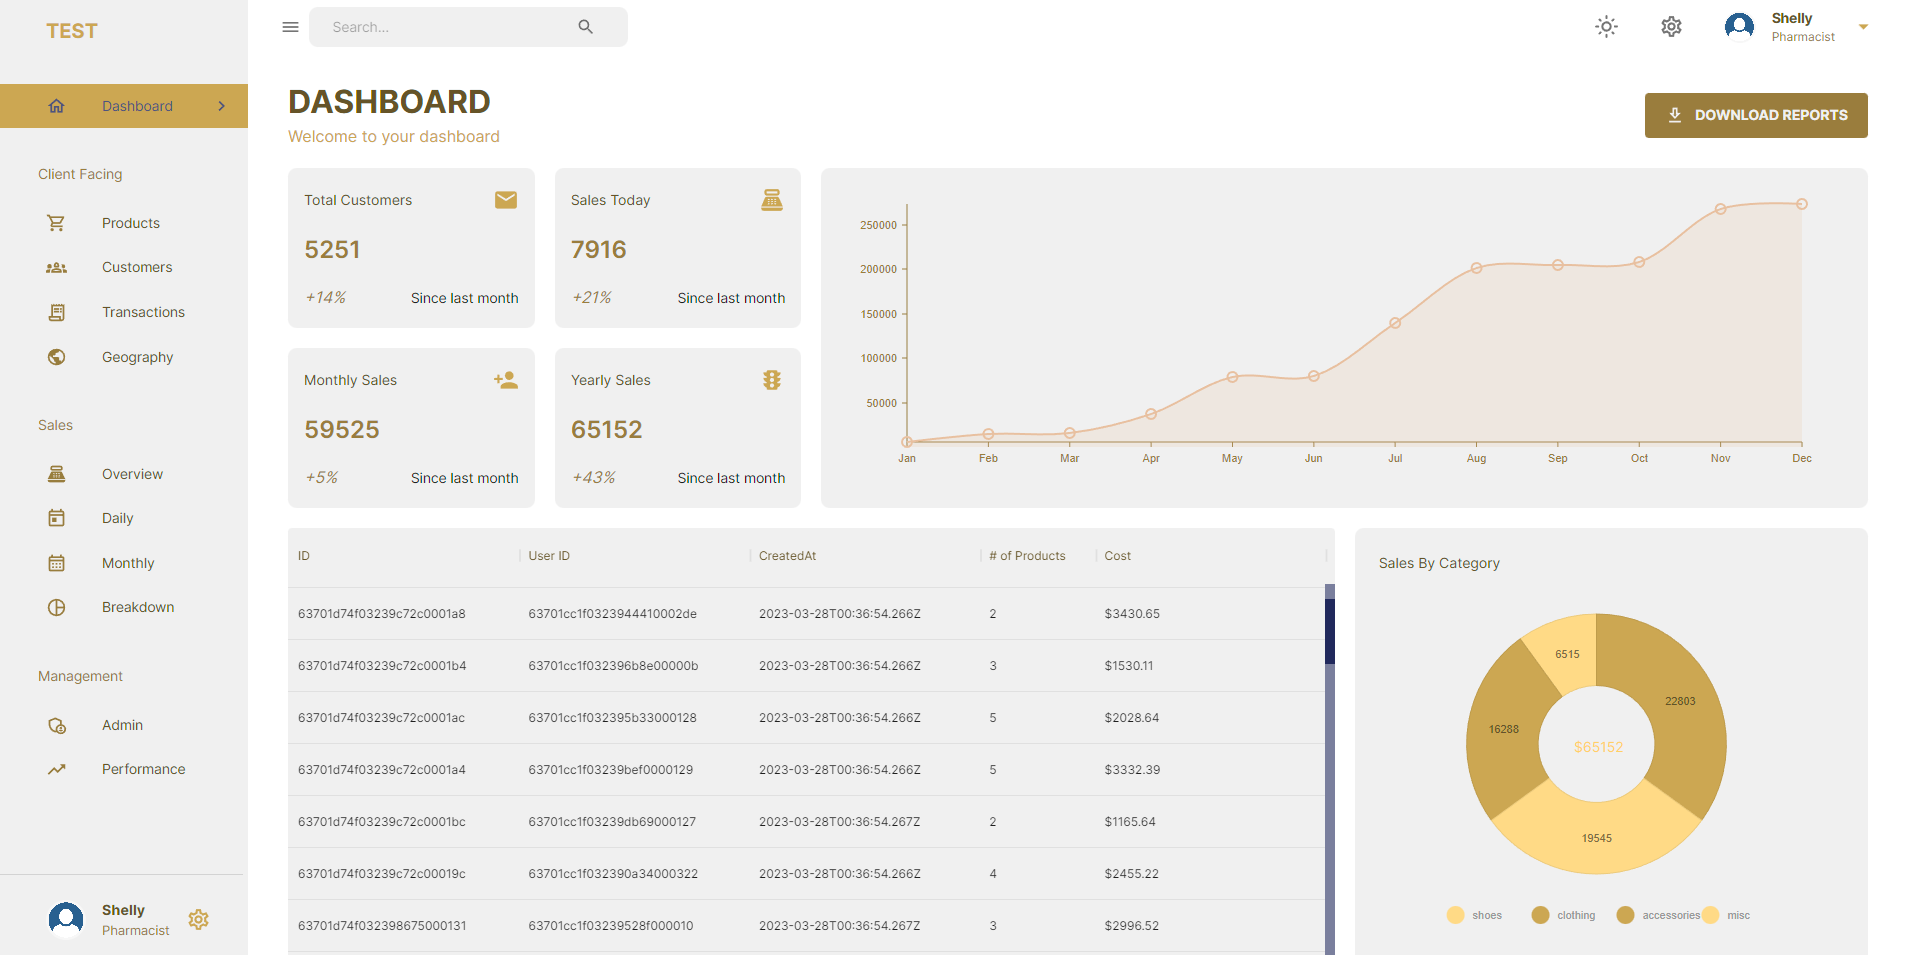 TEST
Dashboard
Client Facing
Products
Customers
Transactions
Geography
Sales
Overview
Daily
Monthly
Breakdown
Management
Admin
Performance
Shelly
Pharmacist
Search...
Shelly
Pharmacist
DASHBOARD
Welcome to your dashboard
DOWNLOAD REPORTS
Total Customers
5251
+14% Since last month
Sales Today
7916
+21% Since last month
Monthly Sales
59525
+5% Since last month
Yearly Sales
65152
+43% Since last month
250000
200000
150000
100000
50000
Jan Feb Mar Apr May Jun Jul Aug Sep Oct Nov Dec
ID User ID CreatedAt # of Products Cost
63701d74f03239c72c0001a8 63701cc1f0323944410002de 2023-03-28T00:36:54.266Z 2 $3430.65
63701d74f03239c72c0001b4 63701cc1f032396b8e00000b 2023-03-28T00:36:54.266Z 3 $1530.11
63701d74f03239c72c0001ac 63701cc1f032395b33000128 2023-03-28T00:36:54.266Z 5 $2028.64
63701d74f03239c72c0001a4 63701cc1f03239bef0000129 2023-03-28T00:36:54.266Z 5 $3332.39
63701d74f03239c72c0001bc 63701cc1f03239db69000127 2023-03-28T00:36:54.267Z 2 $1165.64
63701d74f03239c72c00019c 63701cc1f032390a34000322 2023-03-28T00:36:54.266Z 4 $2455.22
63701d74f032398675000131 63701cc1f03239528f000010 2023-03-28T00:36:54.267Z 3 $2996.52
Sales By Category
6515
22803
16288
$65152
19545
shoes clothing accessories misc